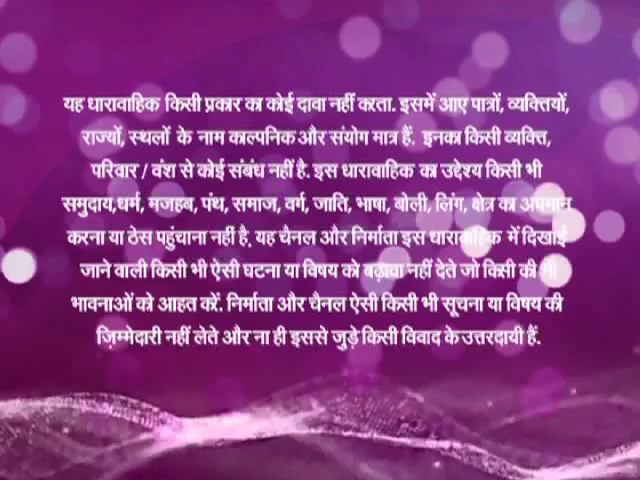 यह धारावाहिक किसी प्रकार का कोई दावा नहीं करता. इसमें आए पात्रों, व्यक्तियों,
राज्यों, स्थलों के नाम काल्पनिक और संयोग मात्र हैं. इनका किसी व्यक्ति,
परिवार / वंश से कोई संबंध नहीं है. इस धारावाहिक का उद्देश्य किसी भी
समुदाय,धर्म, मजहब, पंथ, समाज, वर्ग, जाति, भाषा, बोली, लिंग, क्षेत्र का अपमान
करना या ठेस पहुंचाना नहीं है, यह चैनल और निर्माता इस धारावाहिक में दिखाई
जाने वाली किसी भी ऐसी घटना या विषय को बढ़ावा नहीं देते जो किसी की भी
भावनाओं को आहत करें. निर्माता और चैनल ऐसी किसी भी सूचना या विषय की
ज़िम्मेदारी नहीं लेते और ना ही इससे जुड़े किसी विवाद के उत्तरदायी हैं.